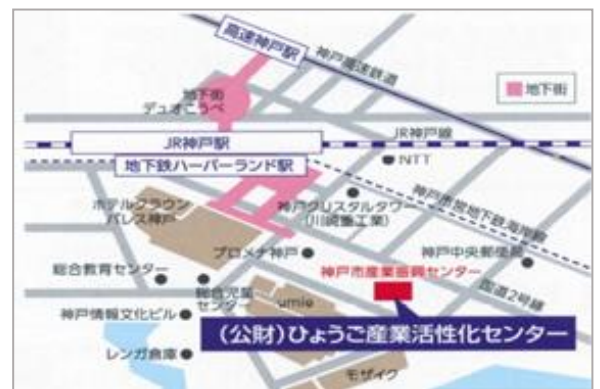 高速神戸駅
神戸高速鉄道
地下街
デュオこうべ
地下街
JR神戸駅
JR神戸線
NTT
地下鉄ハーバーランド駅
神戸市営地下鉄海岸線
ホテルクラウン
パレス神戸
神戸クリスタルタワー
(川崎重工業)
プロメナ神戸
神戸中央郵便局
総合教育センター
神戸市産業振興センター
国道2号線
総合児童
センター
umie
神戸情報文化ビル
(公財)ひょうご産業活性化センター
レンガ倉庫
モザイク